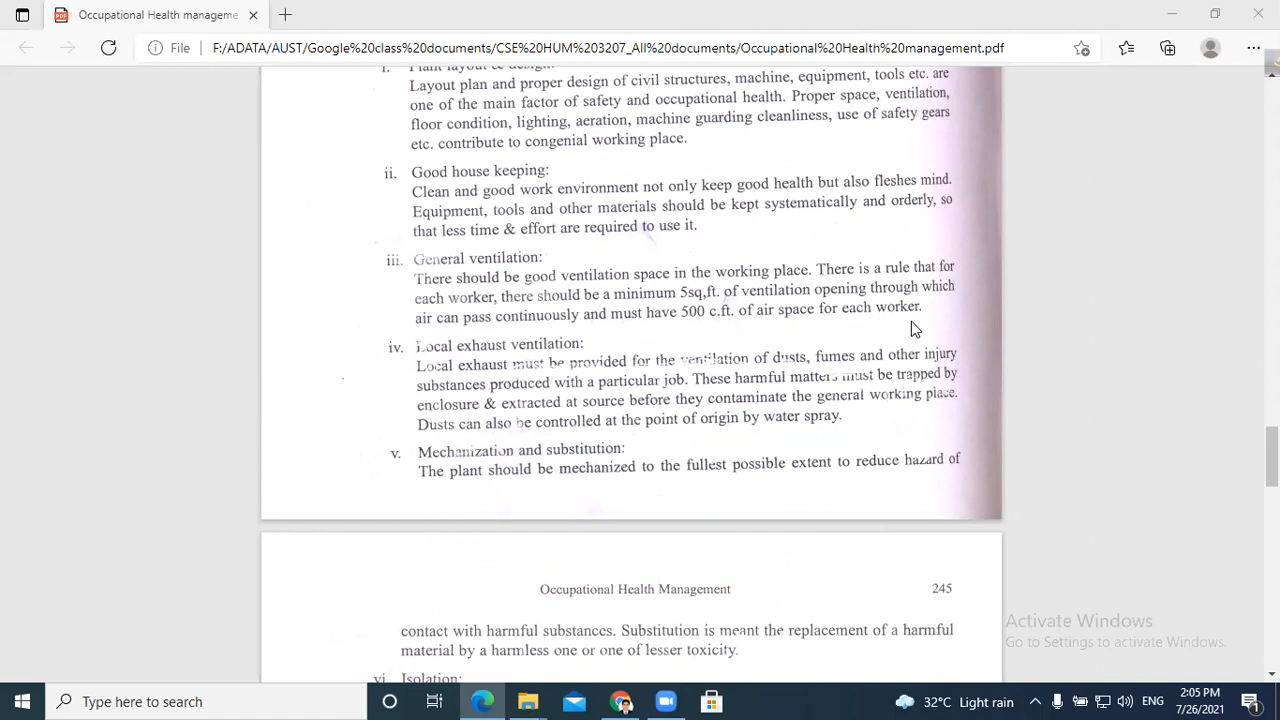 Occupational Health manageme
File
F:/ADATA/AUST/Google%20class%20documents/CSE%20HUM%203207_All%20documents/Occupational%20Health%20management.pdf
i. Plant layout & design:
Layout plan and proper design of civil structures, machine, equipment, tools etc. are
one of the main factor of safety and occupational health. Proper space, ventilation,
floor condition, lighting, aeration, machine guarding cleanliness, use of safety gears
etc. contribute to congenial working place.
ii. Good house keeping:
Clean and good work environment not only keep good health but also fleshes mind.
Equipment, tools and other materials should be kept systematically and orderly, so
that less time & effort are required to use it.
iii. General ventilation:
There should be good ventilation space in the working place. There is a rule that for
each worker, there should be a minimum 5sq,ft. of ventilation opening through which
air can pass continuously and must have 500 c.ft. of air space for each worker.
iv. Local exhaust ventilation:
Local exhaust must be provided for the ventilation of dusts, fumes and other injury
substances produced with a particular job. These harmful matters must be trapped by
enclosure & extracted at source before they contaminate the general working place.
Dusts can also be controlled at the point of origin by water spray.
v. Mechanization and substitution:
The plant should be mechanized to the fullest possible extent to reduce hazard of
Occupational Health Management 245
contact with harmful substances. Substitution is meant the replacement of a harmful
material by a harmless one or one of lesser toxicity.
vi Isolation:
Activate Windows
Go to Settings to activate Windows.
Type here to search
32°C Light rain
ENG
2:05 PM
7/26/2021
1